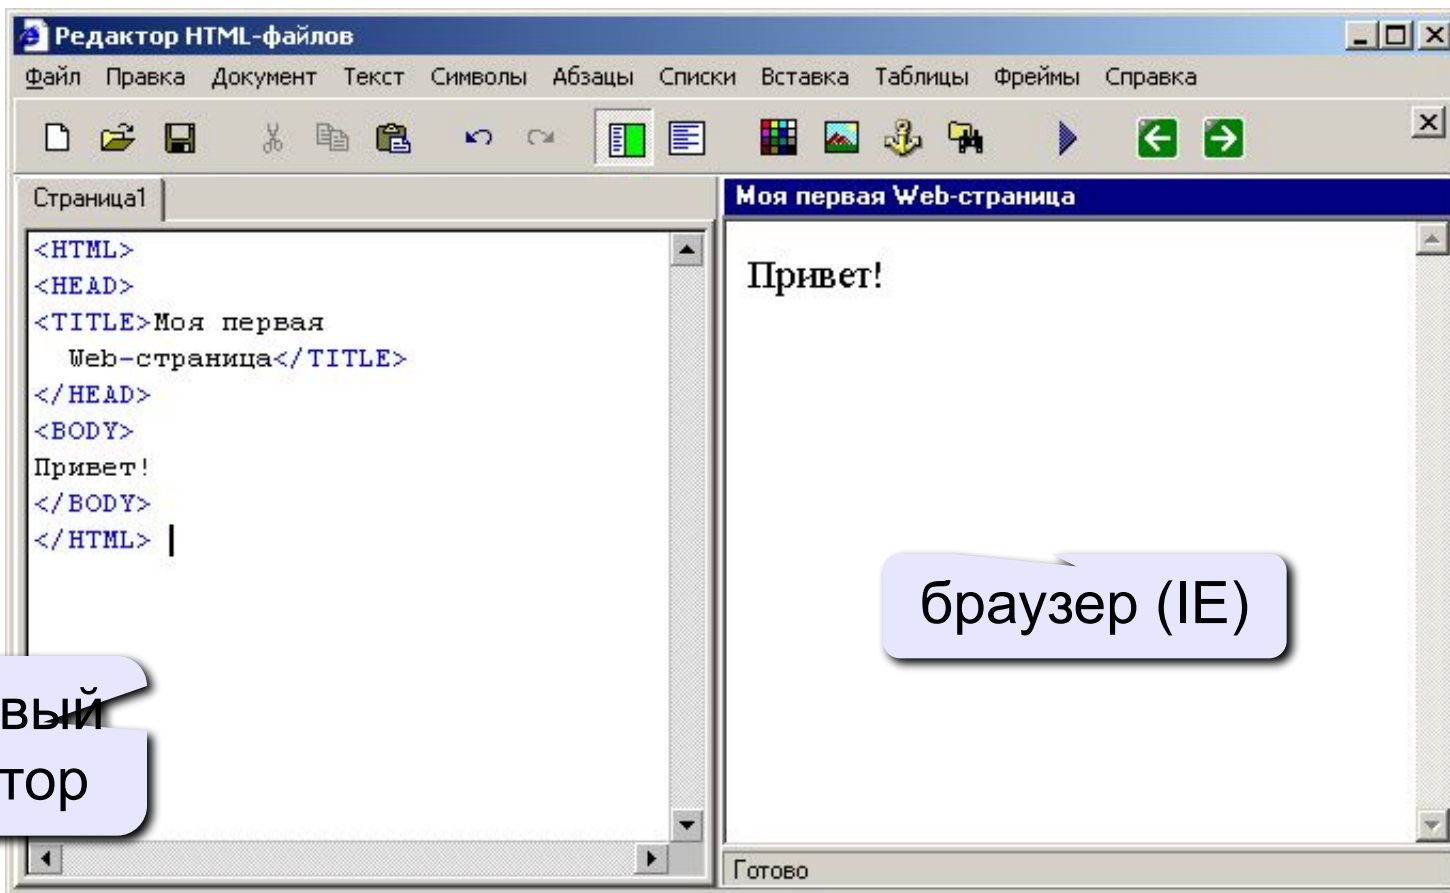 Редактор HTML-файлов
Файл Правка Документ Текст Символы Абзацы Списки Вставка Таблицы Фреймы Справка
Страница1
<HTML>
<HEAD>
<TITLE>Моя первая
Web-страница</TITLE>
</HEAD>
<BODY>
Привет!
</BODY>
</HTML>
Моя первая Web-страница
Привет!
браузер (IE)
вый
тор
Готово